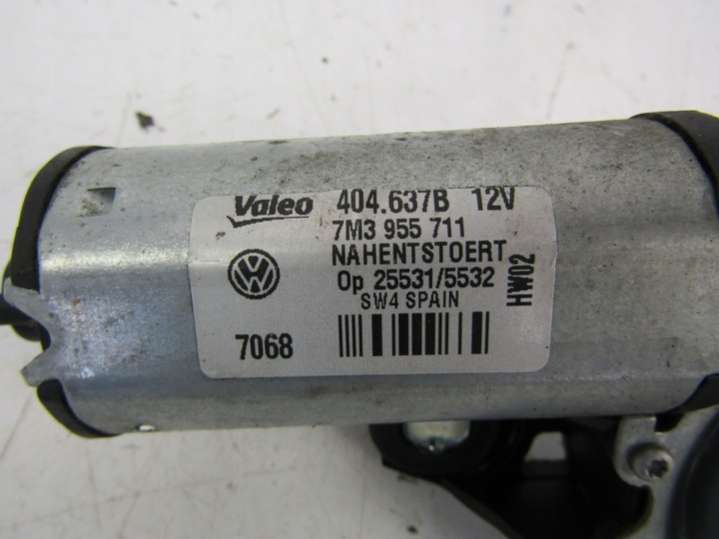 Valeo 404.637B 12V
7M3 955 711
NAHENTSTOERT
Op 25531/5532
SW4 SPAIN
HW02
7068